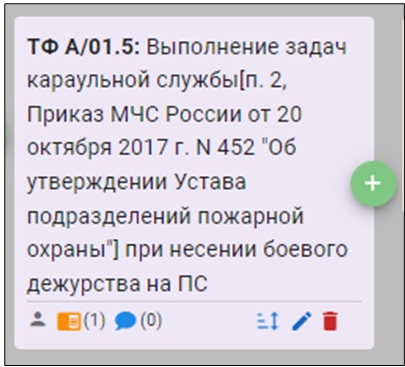 ТФ А/01.5: Выполнение задач
караульной службы[п. 2,
Приказ МЧС России от 20
октября 2017 г. N 452 "Об
утверждении Устава
подразделений пожарной
охраны"] при несении боевого
дежурства на ПС
(1) (0)